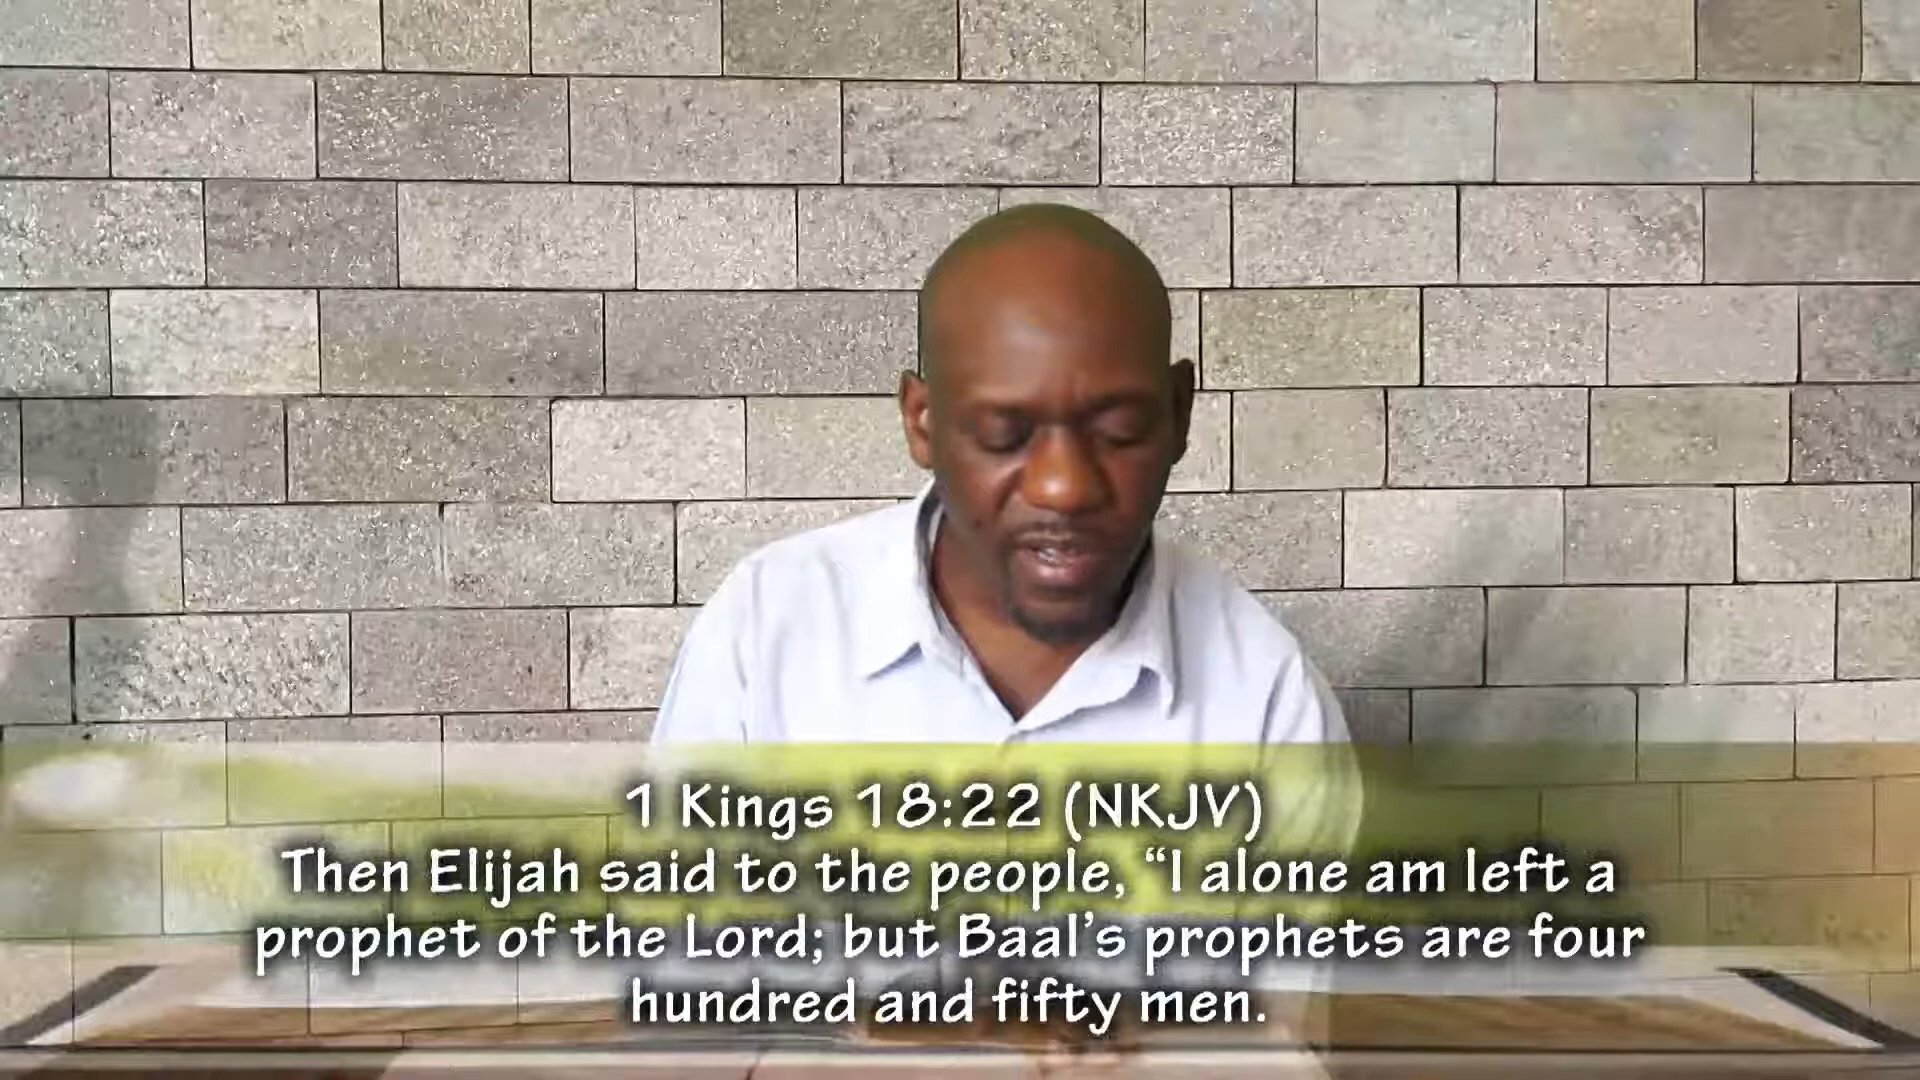 1 Kings 18:22 (NKJV)
Then Elijah said to the people, “I alone am left a
prophet of the Lord; but Baal’s prophets are four
hundred and fifty men.